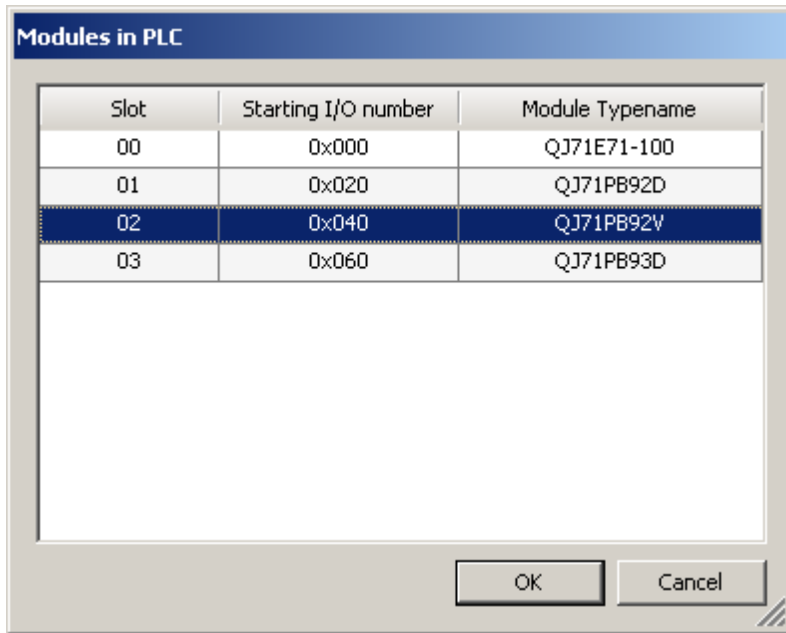 Modules in PLC
Slot Starting I/O number Module Typename
00 0x000 QJ71E71-100
01 0x020 QJ71PB92D
02 0x040 QJ71PB92V
03 0x060 QJ71PB93D
OK Cancel